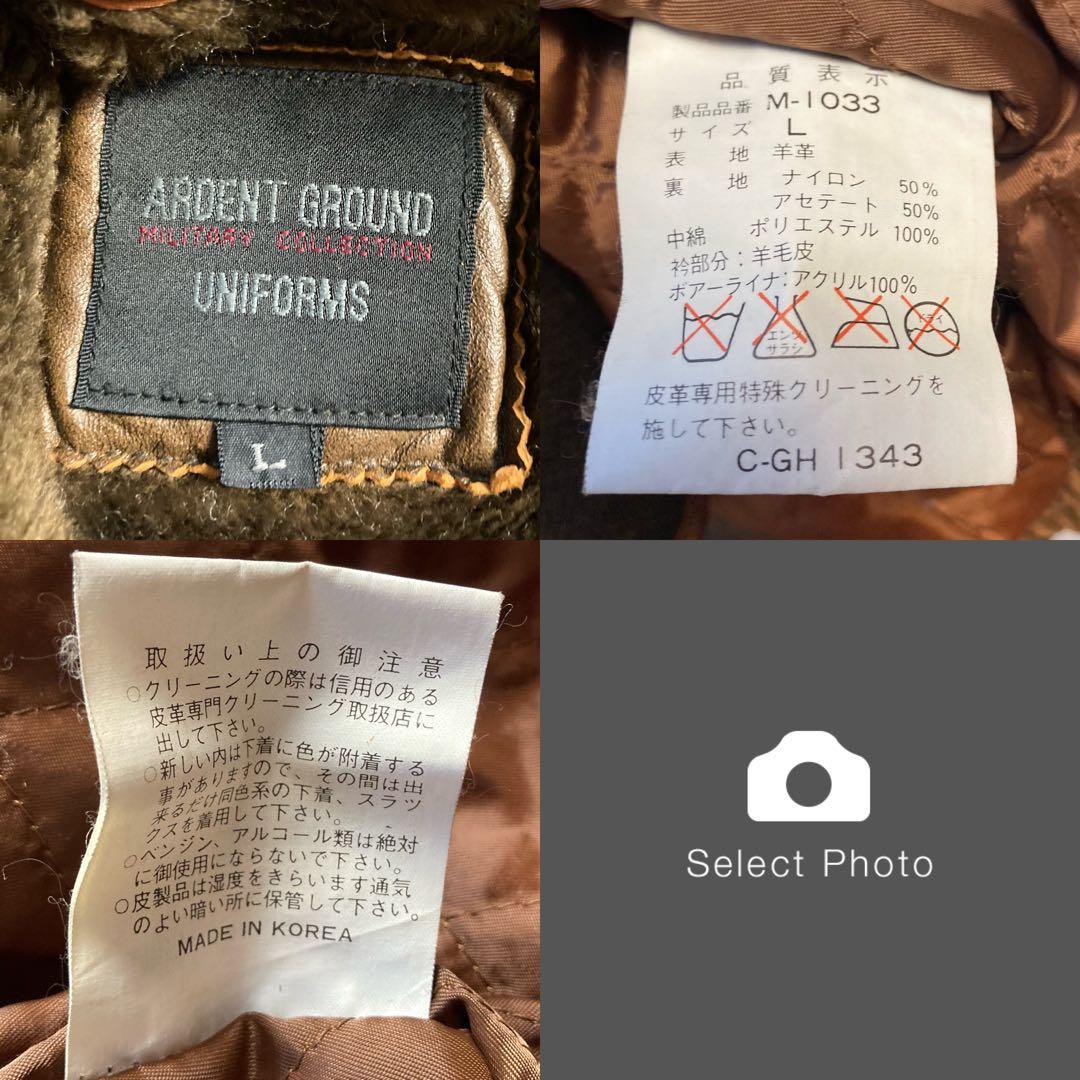 ARDENT GROUND
MILITARY COLLECTION
UNIFORMS
L
品質表示
製品品番 M-1033
サイズ L
表地 羊革
裏地 ナイロン 50%
アセテート 50%
中綿 ポリエステル 100%
衿部分:羊毛皮
ボアーライナ:アクリル100%
エンソ
サラシ
ドライ
皮革専用特殊クリーニングを
施して下さい。
C-GH 1343
取扱い上の御注意
○クリーニングの際は信用のある
皮革専門クリーニング取扱店に
出して下さい。
○新しい内は下着に色が附着する
事がありますので、その間は出
来るだけ同色系の下着、スラッ
クスを着用して下さい。
○ベンジン、アルコール類は絶対
に御使用にならないで下さい。
○皮製品は湿度をきらいます通気
のよい暗い所に保管して下さい。
MADE IN KOREA
Select Photo